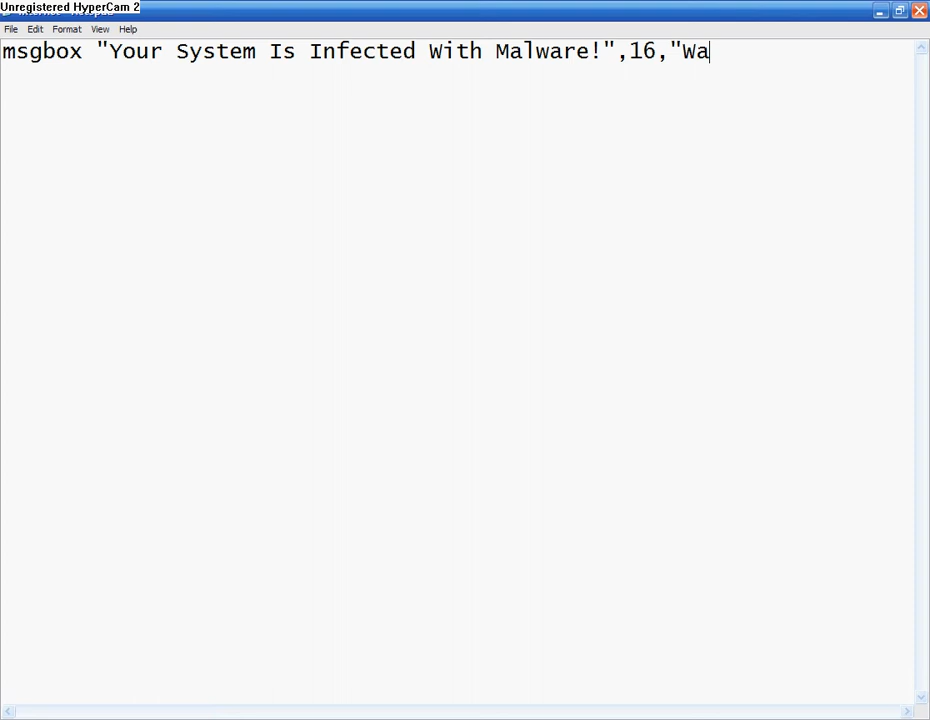 Unregistered HyperCam 2
File Edit Format View Help
msgbox "Your System Is Infected With Malware!",16,"Wa